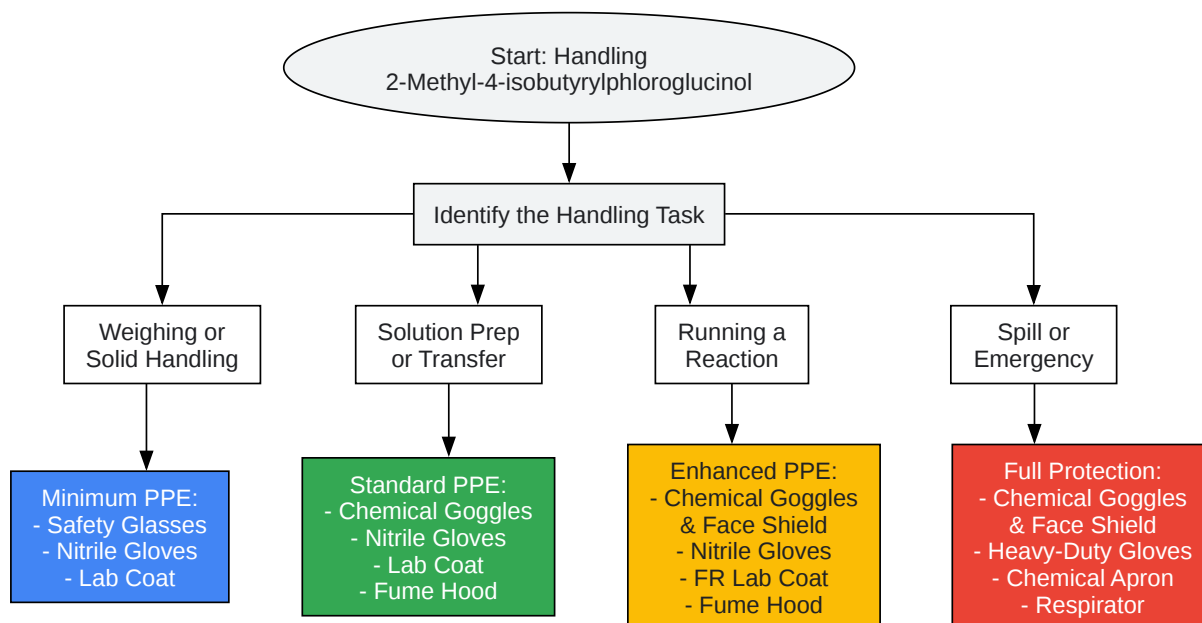 Start: Handling
2-Methyl-4-isobutyrylphloroglucinol
Identify the Handling Task
Weighing or
Solid Handling
Solution Prep
or Transfer
Running a
Reaction
Spill or
Emergency
Minimum PPE:
- Safety Glasses
- Nitrile Gloves
- Lab Coat
Standard PPE:
- Chemical Goggles
- Nitrile Gloves
- Lab Coat
- Fume Hood
Enhanced PPE:
- Chemical Goggles
& Face Shield
- Nitrile Gloves
- FR Lab Coat
- Fume Hood
Full Protection:
- Chemical Goggles
& Face Shield
- Heavy-Duty Gloves
- Chemical Apron
- Respirator